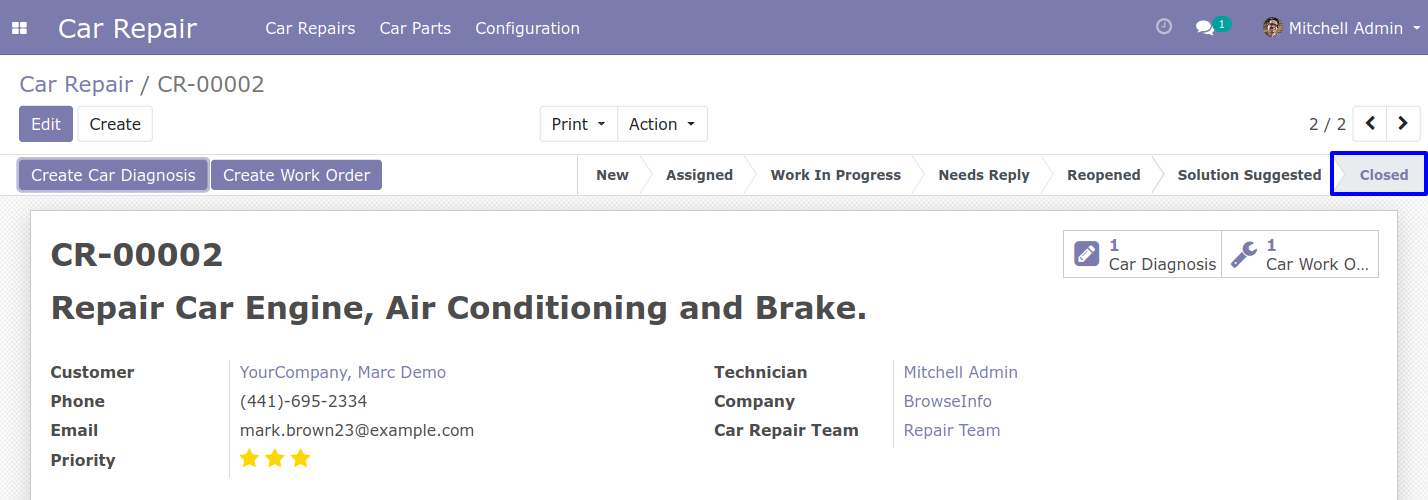 Car Repair Car Repairs Car Parts Configuration 1 Mitchell Admin
Car Repair / CR-00002
Edit Create Print Action 2 / 2
Create Car Diagnosis Create Work Order New Assigned Work In Progress Needs Reply Reopened Solution Suggested Closed
CR-00002
1 Car Diagnosis
1 Car Work O...
Repair Car Engine, Air Conditioning and Brake.
Customer YourCompany, Marc Demo
Phone (441)-695-2334
Email mark.brown23@example.com
Priority
Technician Mitchell Admin
Company BrowseInfo
Car Repair Team Repair Team